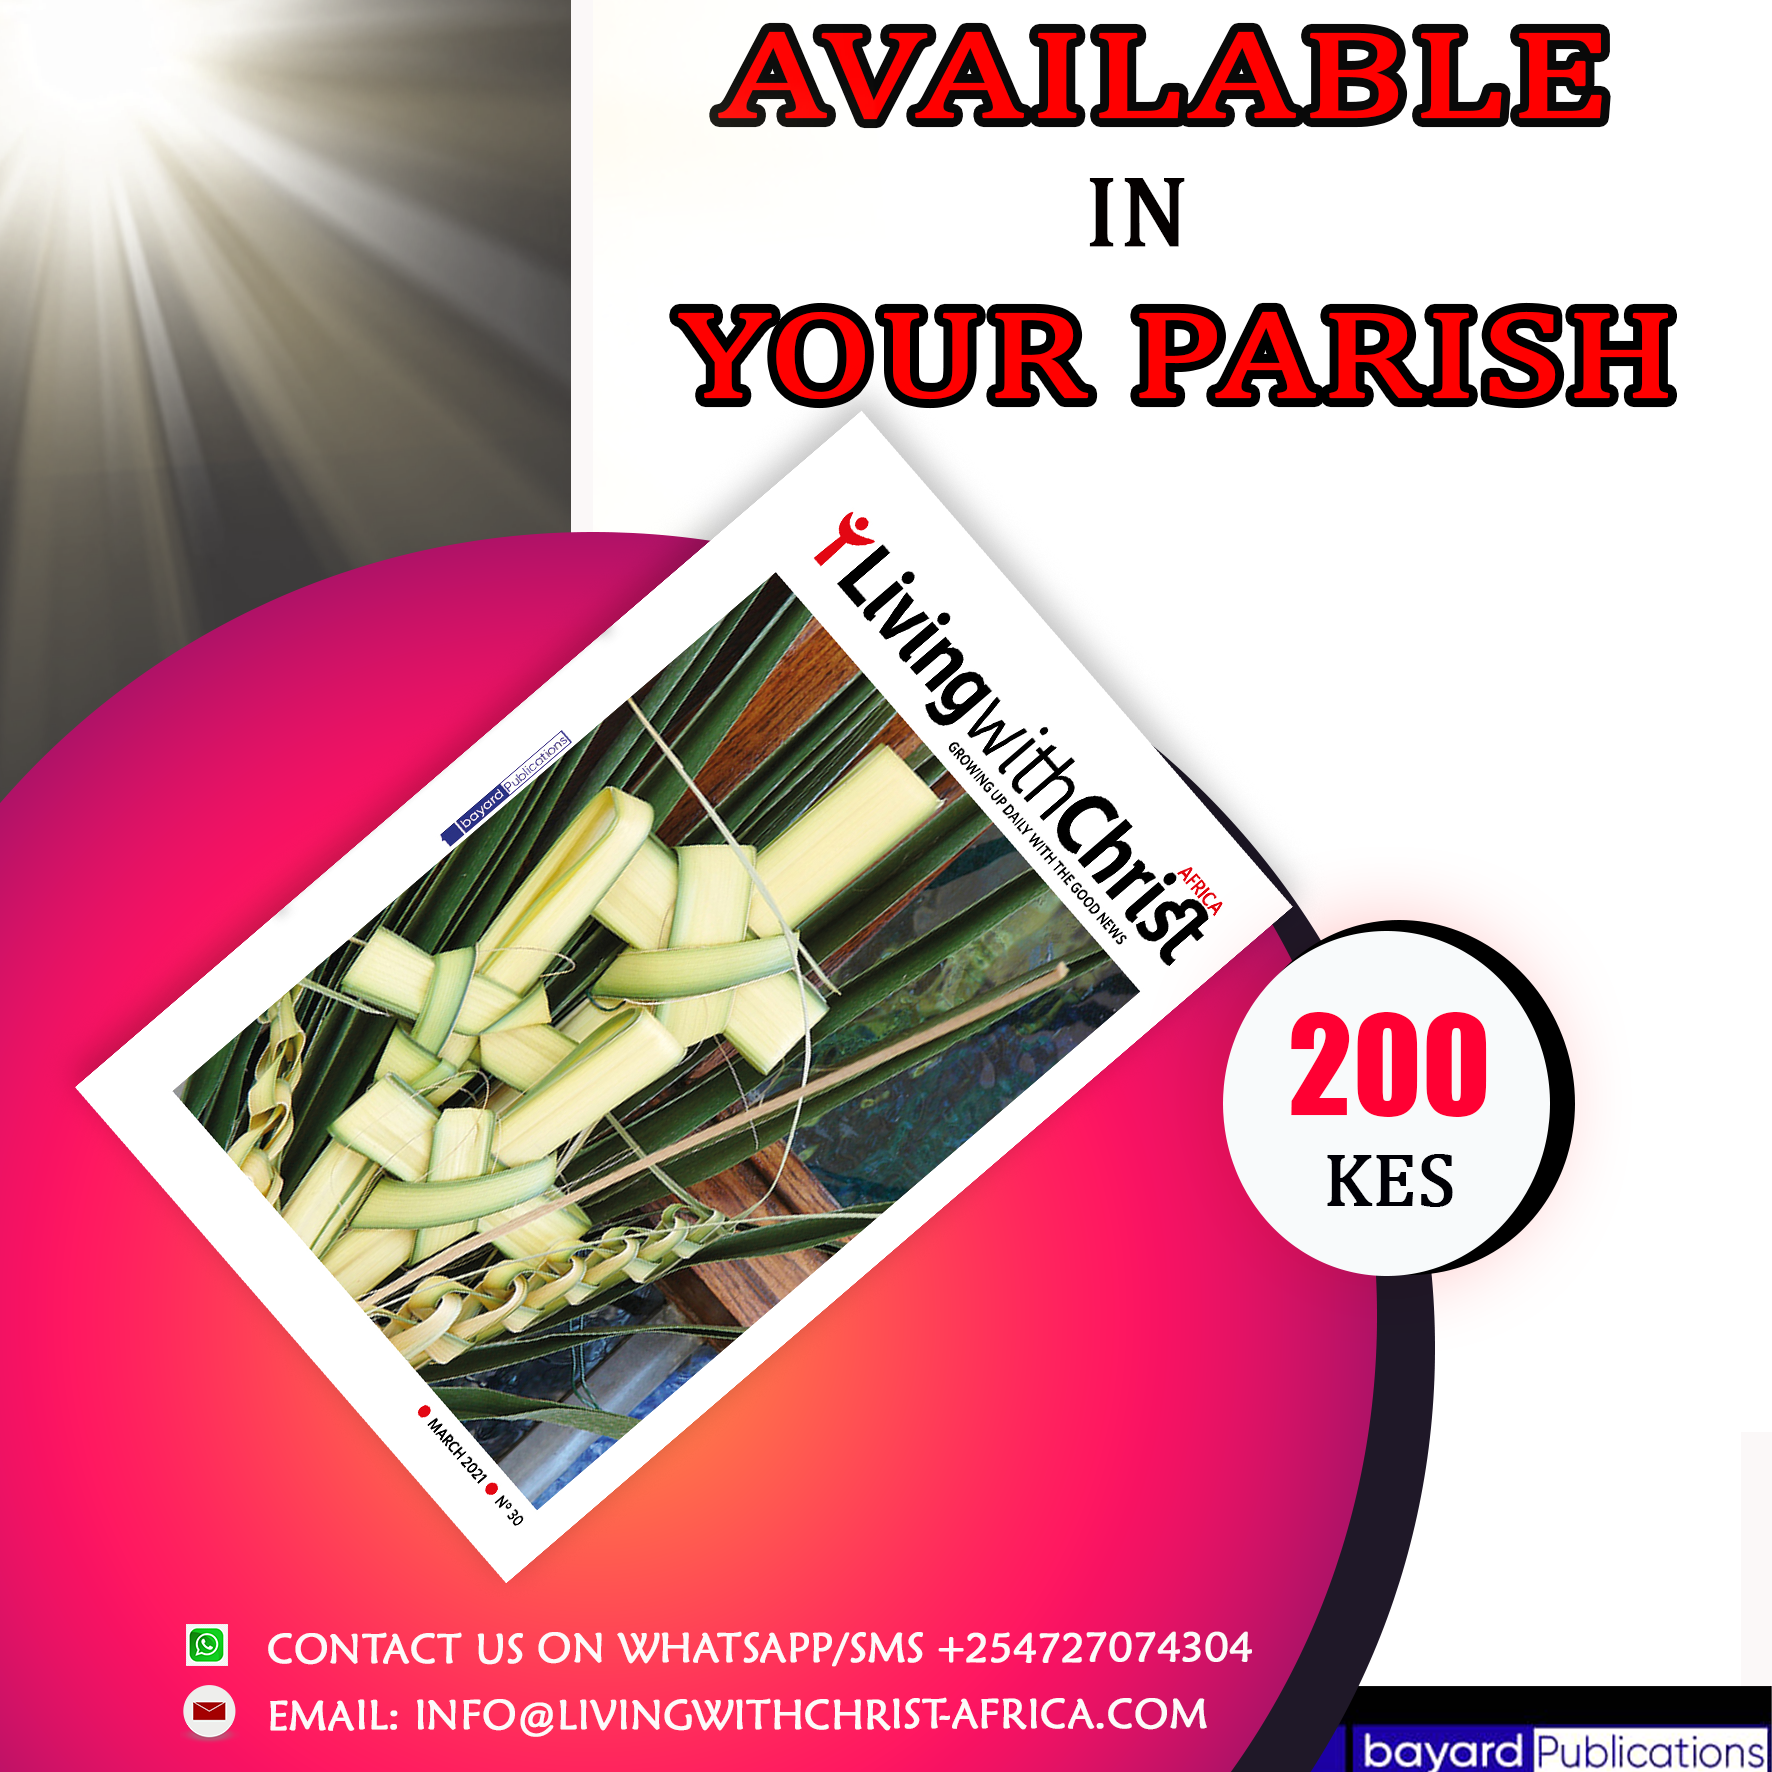 AVAILABLE
IN
YOUR PARISH
LivingwithChrist
AFRICA
GROWING UP DAILY WITH THE GOOD NEWS
bayard Publications
MARCH 2021 N° 30
200
KES
CONTACT US ON WHATSAPP/SMS +254727074304
EMAIL: INFO@LIVINGWITHCHRIST-AFRICA.COM
bayard Publications